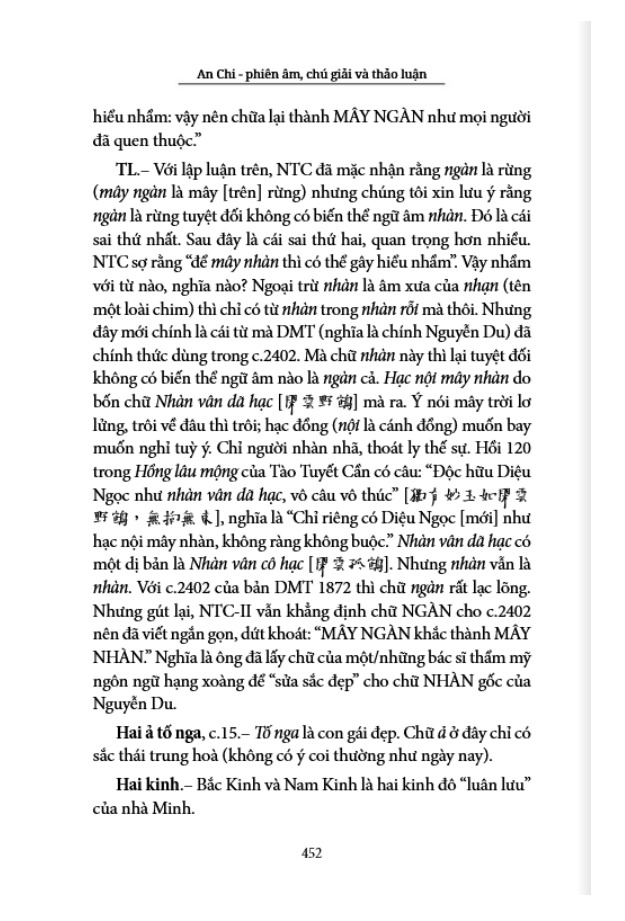 An Chi - phiên âm, chú giải và thảo luận
hiểu nhầm: vậy nên chữa lại thành MÂY NGÀN như mọi người
đã quen thuộc.”
TL.– Với lập luận trên, NTC đã mặc nhận rằng ngàn là rừng
(mây ngàn là mây [trên] rừng) nhưng chúng tôi xin lưu ý rằng
ngàn là rừng tuyệt đối không có biến thể ngữ âm nhàn. Đó là cái
sai thứ nhất. Sau đây là cái sai thứ hai, quan trọng hơn nhiều.
NTC sợ rằng “để mây nhàn thì có thể gây hiểu nhầm”. Vậy nhầm
với từ nào, nghĩa nào? Ngoại trừ nhàn là âm xưa của nhạn (tên
một loài chim) thì chỉ có từ nhàn trong nhàn rỗi mà thôi. Nhưng
đây mới chính là cái từ mà DMT (nghĩa là chính Nguyễn Du) đã
chính thức dùng trong c.2402. Mà chữ nhàn này thì lại tuyệt đối
không có biến thể ngữ âm nào là ngàn cả. Hạc nội mây nhàn do
bốn chữ Nhàn vân dã hạc [閒雲野鶴] mà ra. Ý nói mây trời lơ
lửng, trôi về đâu thì trôi; hạc đồng (nội là cánh đồng) muốn bay
muốn nghỉ tuỳ ý. Chỉ người nhàn nhã, thoát ly thế sự. Hồi 120
trong Hồng lâu mộng của Tào Tuyết Cần có câu: “Độc hữu Diệu
Ngọc như nhàn vân dã hạc, vô câu vô thúc” [獨有妙玉如閒雲
野鶴，無拘無束], nghĩa là “Chỉ riêng có Diệu Ngọc [mới] như
hạc nội mây nhàn, không ràng không buộc.” Nhàn vân dã hạc có
một dị bản là Nhàn vân cô hạc [閒雲孤鶴]. Nhưng nhàn vẫn là
nhàn. Với c.2402 của bản DMT 1872 thì chữ ngàn rất lạc lõng.
Nhưng gút lại, NTC-II vẫn khẳng định chữ NGÀN cho c.2402
nên đã viết ngắn gọn, dứt khoát: “MÂY NGÀN khắc thành MÂY
NHÀN.” Nghĩa là ông đã lấy chữ của một/những bác sĩ thẩm mỹ
ngôn ngữ hạng xoàng để “sửa sắc đẹp” cho chữ NHÀN gốc của
Nguyễn Du.
Hai ả tố nga, c.15.– Tố nga là con gái đẹp. Chữ ả ở đây chỉ có
sắc thái trung hoà (không có ý coi thường như ngày nay).
Hai kinh.– Bắc Kinh và Nam Kinh là hai kinh đô “luân lưu”
của nhà Minh.
452